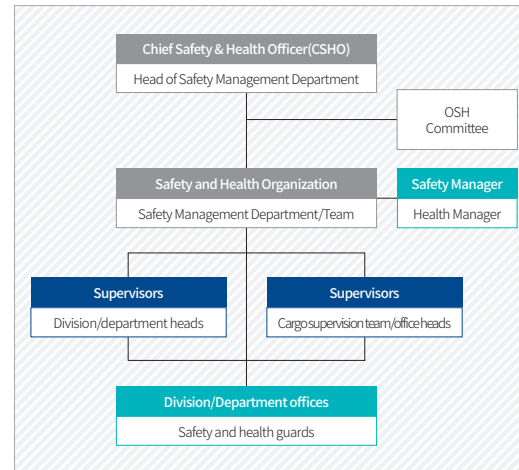 Chief Safety & Health Officer(CSHO)
Head of Safety Management Department
OSH
Committee
Safety and Health Organization
Safety Management Department/Team
Safety Manager
Health Manager
Supervisors
Division/department heads
Supervisors
Cargo supervision team/office heads
Division/Department offices
Safety and health guards